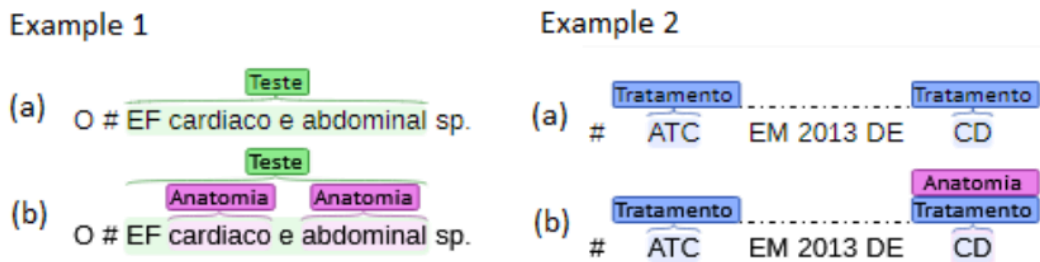 Example 1
Teste
(a) O # EF cardiaco e abdominal sp.
Teste
Anatomia Anatomia
(b) O # EF cardiaco e abdominal sp.
Example 2
Tratamento Tratamento
(a) # ATC EM 2013 DE CD
Anatomia
Tratamento Tratamento
(b) # ATC EM 2013 DE CD